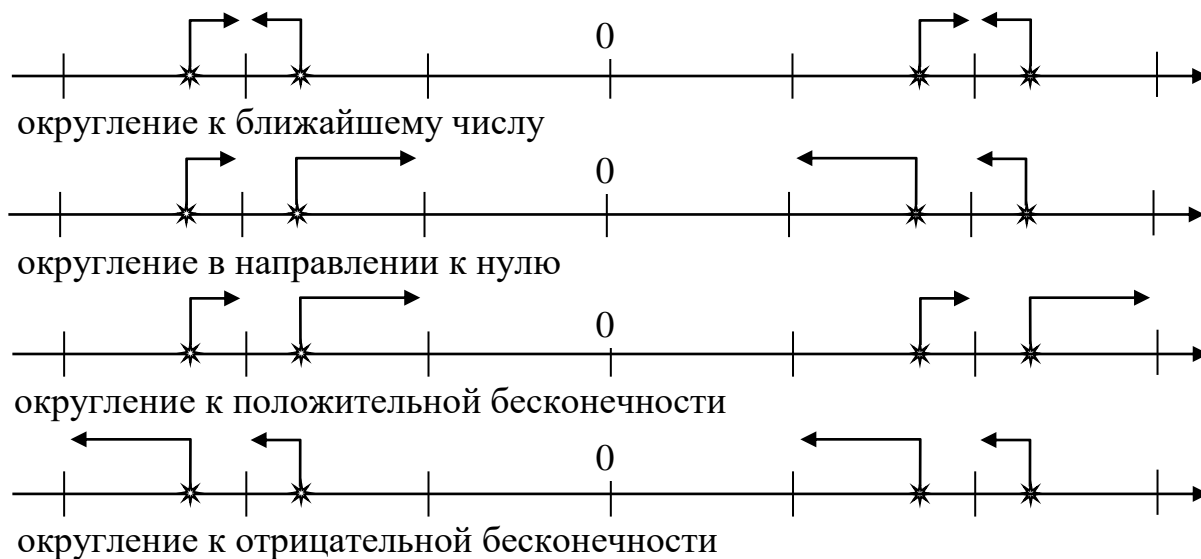 0
округление к ближайшему числу
0
округление в направлении к нулю
0
округление к положительной бесконечности
0
округление к отрицательной бесконечности